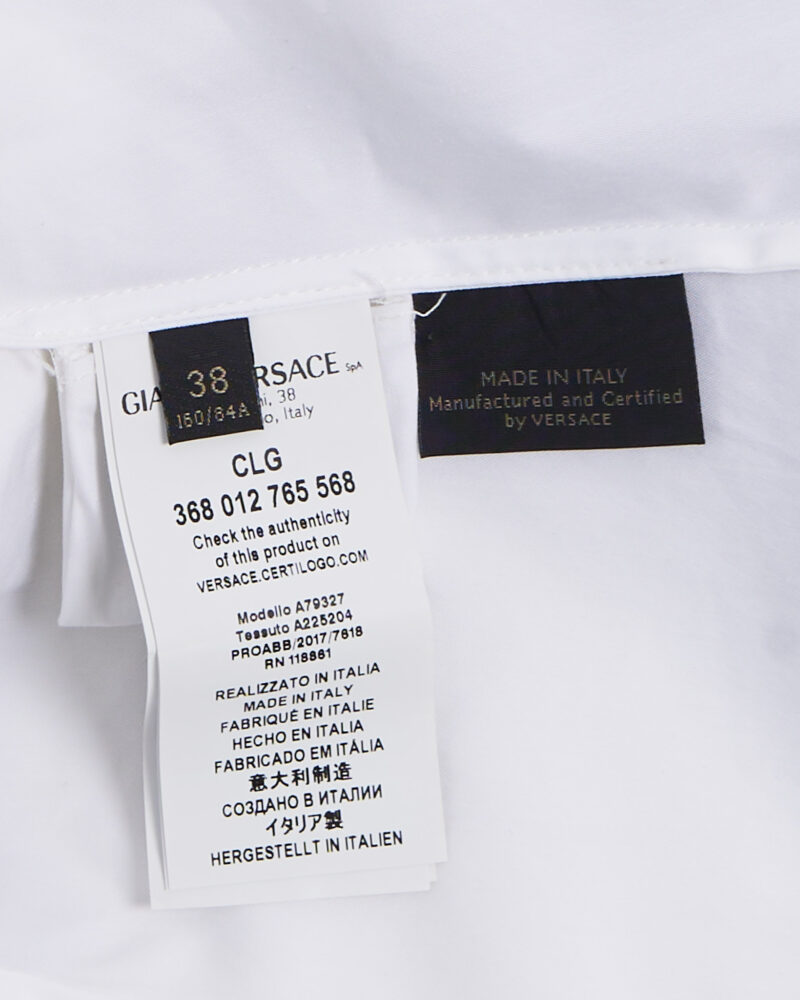 38
160/84A
GIA RSACE SpA
38
Italy
CLG
368 012 765 568
Check the authenticity
of this product on
VERSACE.CERTILOGO.COM
Modello A79327
Tessuto A225204
PROABB/2017/7618
RN 118861
REALIZZATO IN ITALIA
MADE IN ITALY
FABRIQUÉ EN ITALIE
HECHO EN ITALIA
FABRICADO EM ITÁLIA
意大利制造
СОЗДАНО В ИТАЛИИ
イタリア製
HERGESTELLT IN ITALIEN
MADE IN ITALY
Manufactured and Certified
by VERSACE